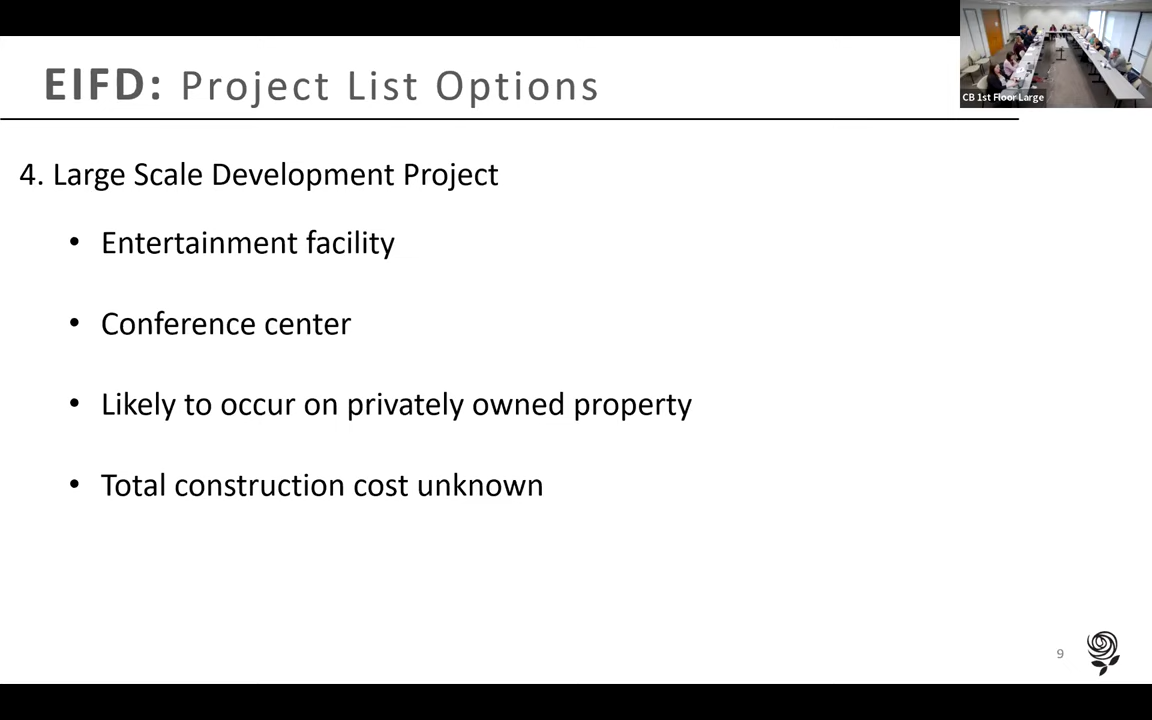 EIFD: Project List Options
CB 1st Floor Large
4. Large Scale Development Project
• Entertainment facility
• Conference center
• Likely to occur on privately owned property
• Total construction cost unknown
9